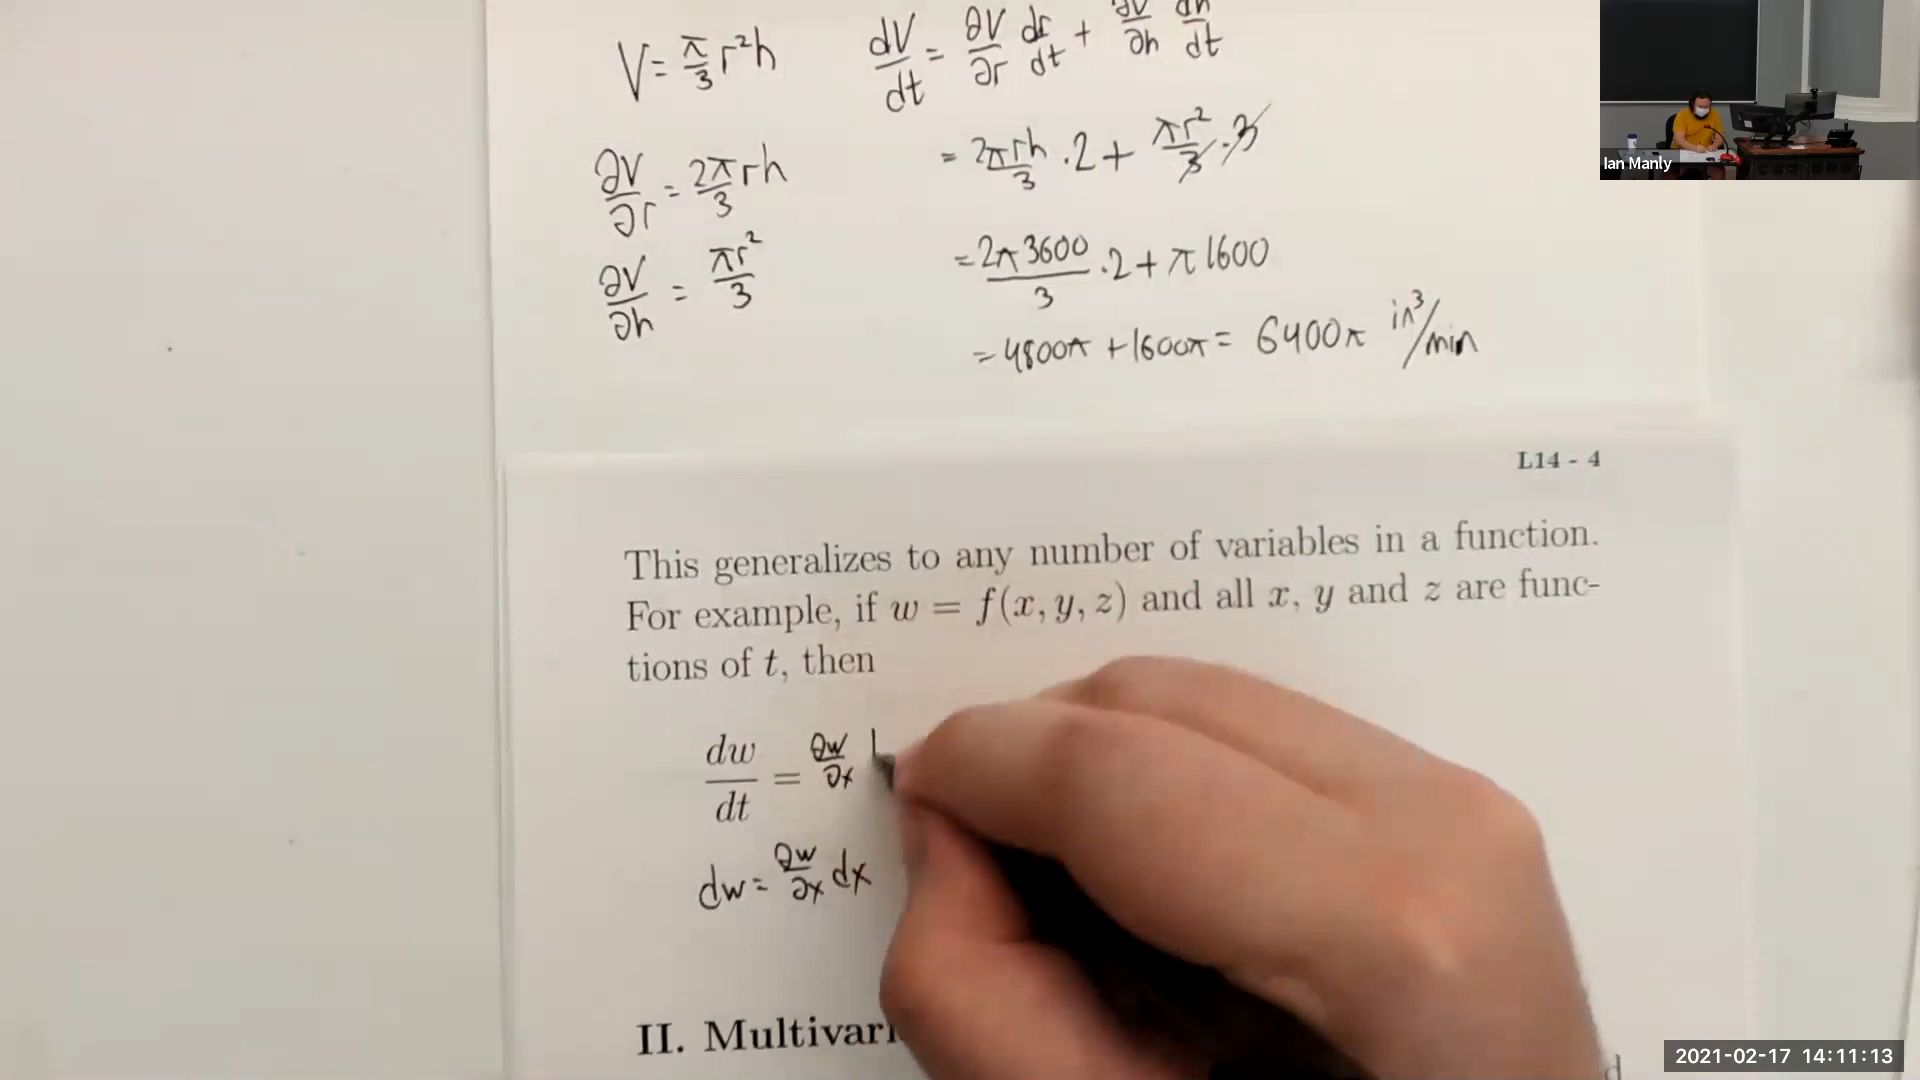 V = π/3 r²h
dV/dt = ∂V/∂r dr/dt + ∂V/∂h dh/dt
∂V/∂r = 2π/3 rh
= 2πrh/3 · 2 + πr²/3 · 3
∂V/∂h = πr²/3
= 2π3600/3 · 2 + π1600
= 4800π + 1600π = 6400π in³/min
Ian Manly
L14 - 4
This generalizes to any number of variables in a function.
For example, if w = f(x, y, z) and all x, y and z are func-
tions of t, then
dw/dt = ∂w/∂x
dw = ∂w/∂x dx
II. Multivari
2021-02-17 14:11:13